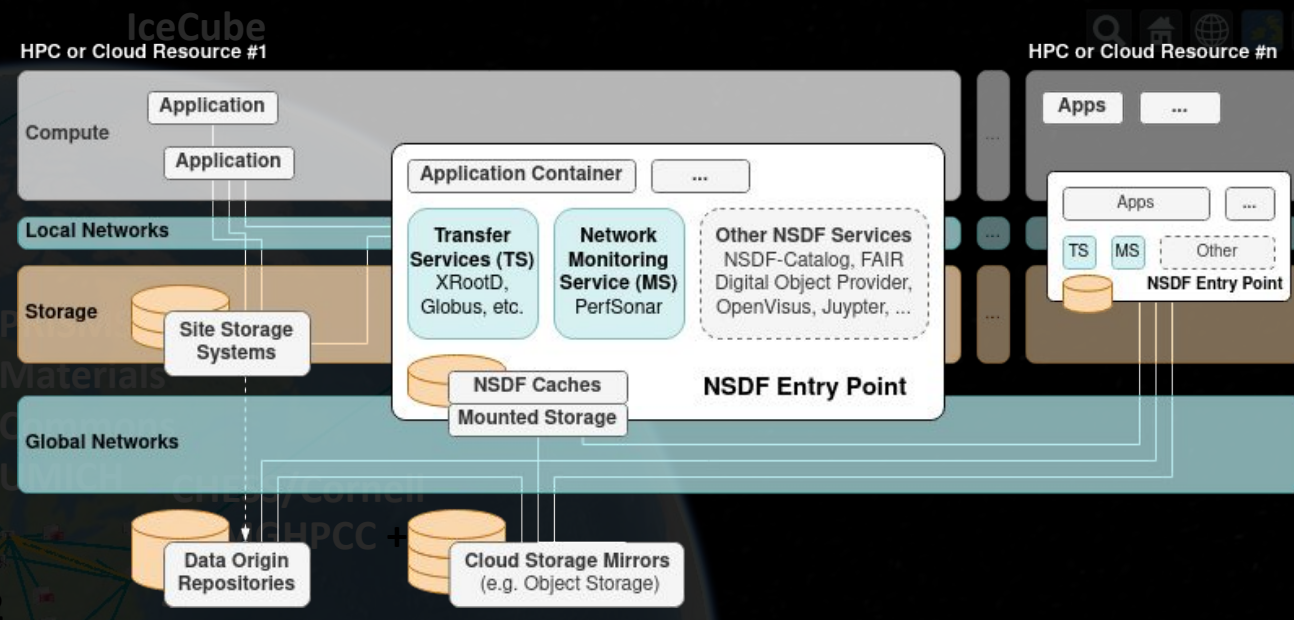 IceCube
HPC or Cloud Resource #1
HPC or Cloud Resource #n
Application
Compute
Application
...
Apps
...
Application Container
...
Apps
...
Local Networks
...
Transfer
Services (TS)
XRootD,
Globus, etc.
Network
Monitoring
Service (MS)
PerfSonar
Other NSDF Services
NSDF-Catalog, FAIR
Digital Object Provider,
OpenVisus, Juypter, ...
TS
MS
Other
NSDF Entry Point
Storage
Site Storage
Systems
...
Materials
NSDF Caches
Mounted Storage
NSDF Entry Point
Global Networks
UMICH
CHESS/Cornell
GHPCC +
Data Origin
Repositories
Cloud Storage Mirrors
(e.g. Object Storage)